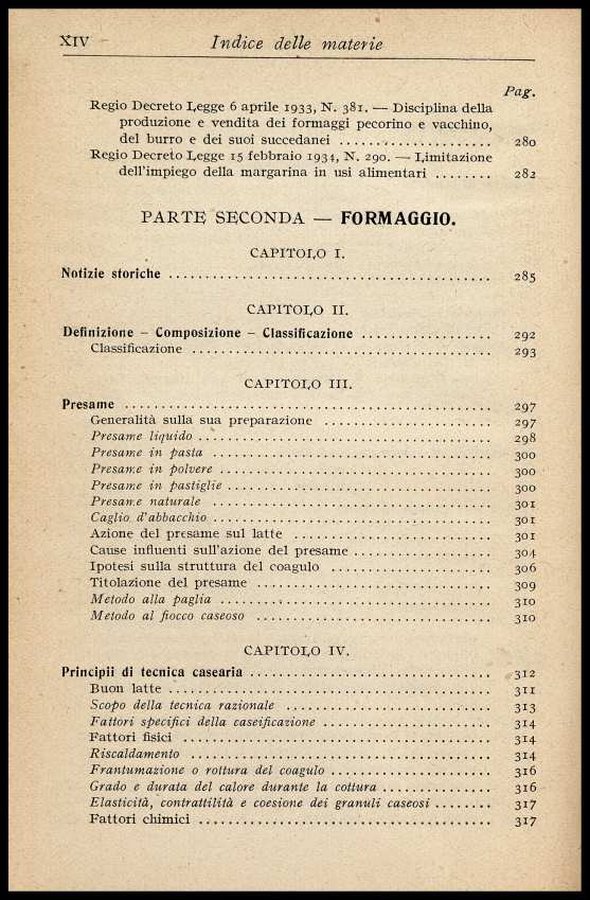 XIV Indice delle materie
Pag.
Regio Decreto Legge 6 aprile 1933, N. 381. — Disciplina della
produzione e vendita dei formaggi pecorino e vacchino,
del burro e dei suoi succedanei ..................... 280
Regio Decreto Legge 15 febbraio 1934, N. 290. — Limitazione
dell'impiego della margarina in usi alimentari ........ 282
PARTE SECONDA — FORMAGGIO.
CAPITOLO I.
Notizie storiche ............................................ 285
CAPITOLO II.
Definizione – Composizione – Classificazione .................. 292
Classificazione ......................................... 293
CAPITOLO III.
Presame .................................................. 297
Generalità sulla sua preparazione ....................... 297
Presame liquido ........................................ 298
Presame in pasta ....................................... 300
Presame in polvere ..................................... 300
Presame in pastiglie .................................... 300
Presame naturale ....................................... 301
Caglio d'abbacchio ...................................... 301
Azione del presame sul latte ........................... 301
Cause influenti sull'azione del presame ................... 304
Ipotesi sulla struttura del coagulo ...................... 306
Titolazione del presame ................................ 309
Metodo alla paglia ..................................... 310
Metodo al fiocco caseoso ................................ 310
CAPITOLO IV.
Principii di tecnica casearia ................................. 312
Buon latte ............................................ 311
Scopo della tecnica razionale ............................ 313
Fattori specifici della caseificazione ....................... 314
Fattori fisici .......................................... 314
Riscaldamento ......................................... 314
Frantumazione o rottura del coagulo ...................... 316
Grado e durata del calore durante la cottura ............... 316
Elasticità, contrattilità e coesione dei granuli caseosi ........ 317
Fattori chimici ........................................ 317